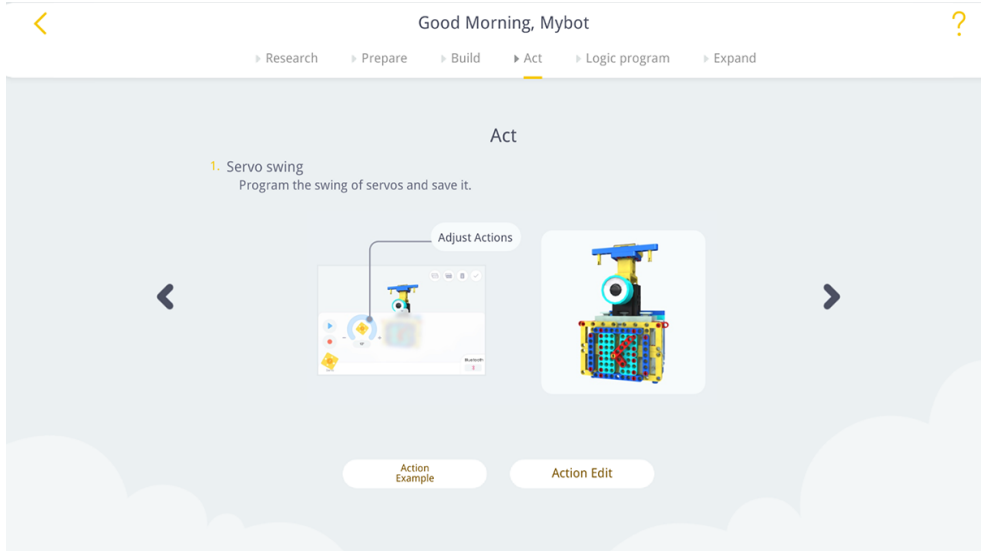 Good Morning, Mybot
?
Research Prepare Build Act Logic program Expand
Act
1. Servo swing
Program the swing of servos and save it.
Adjust Actions
Bluetooth
Action
Example
Action Edit